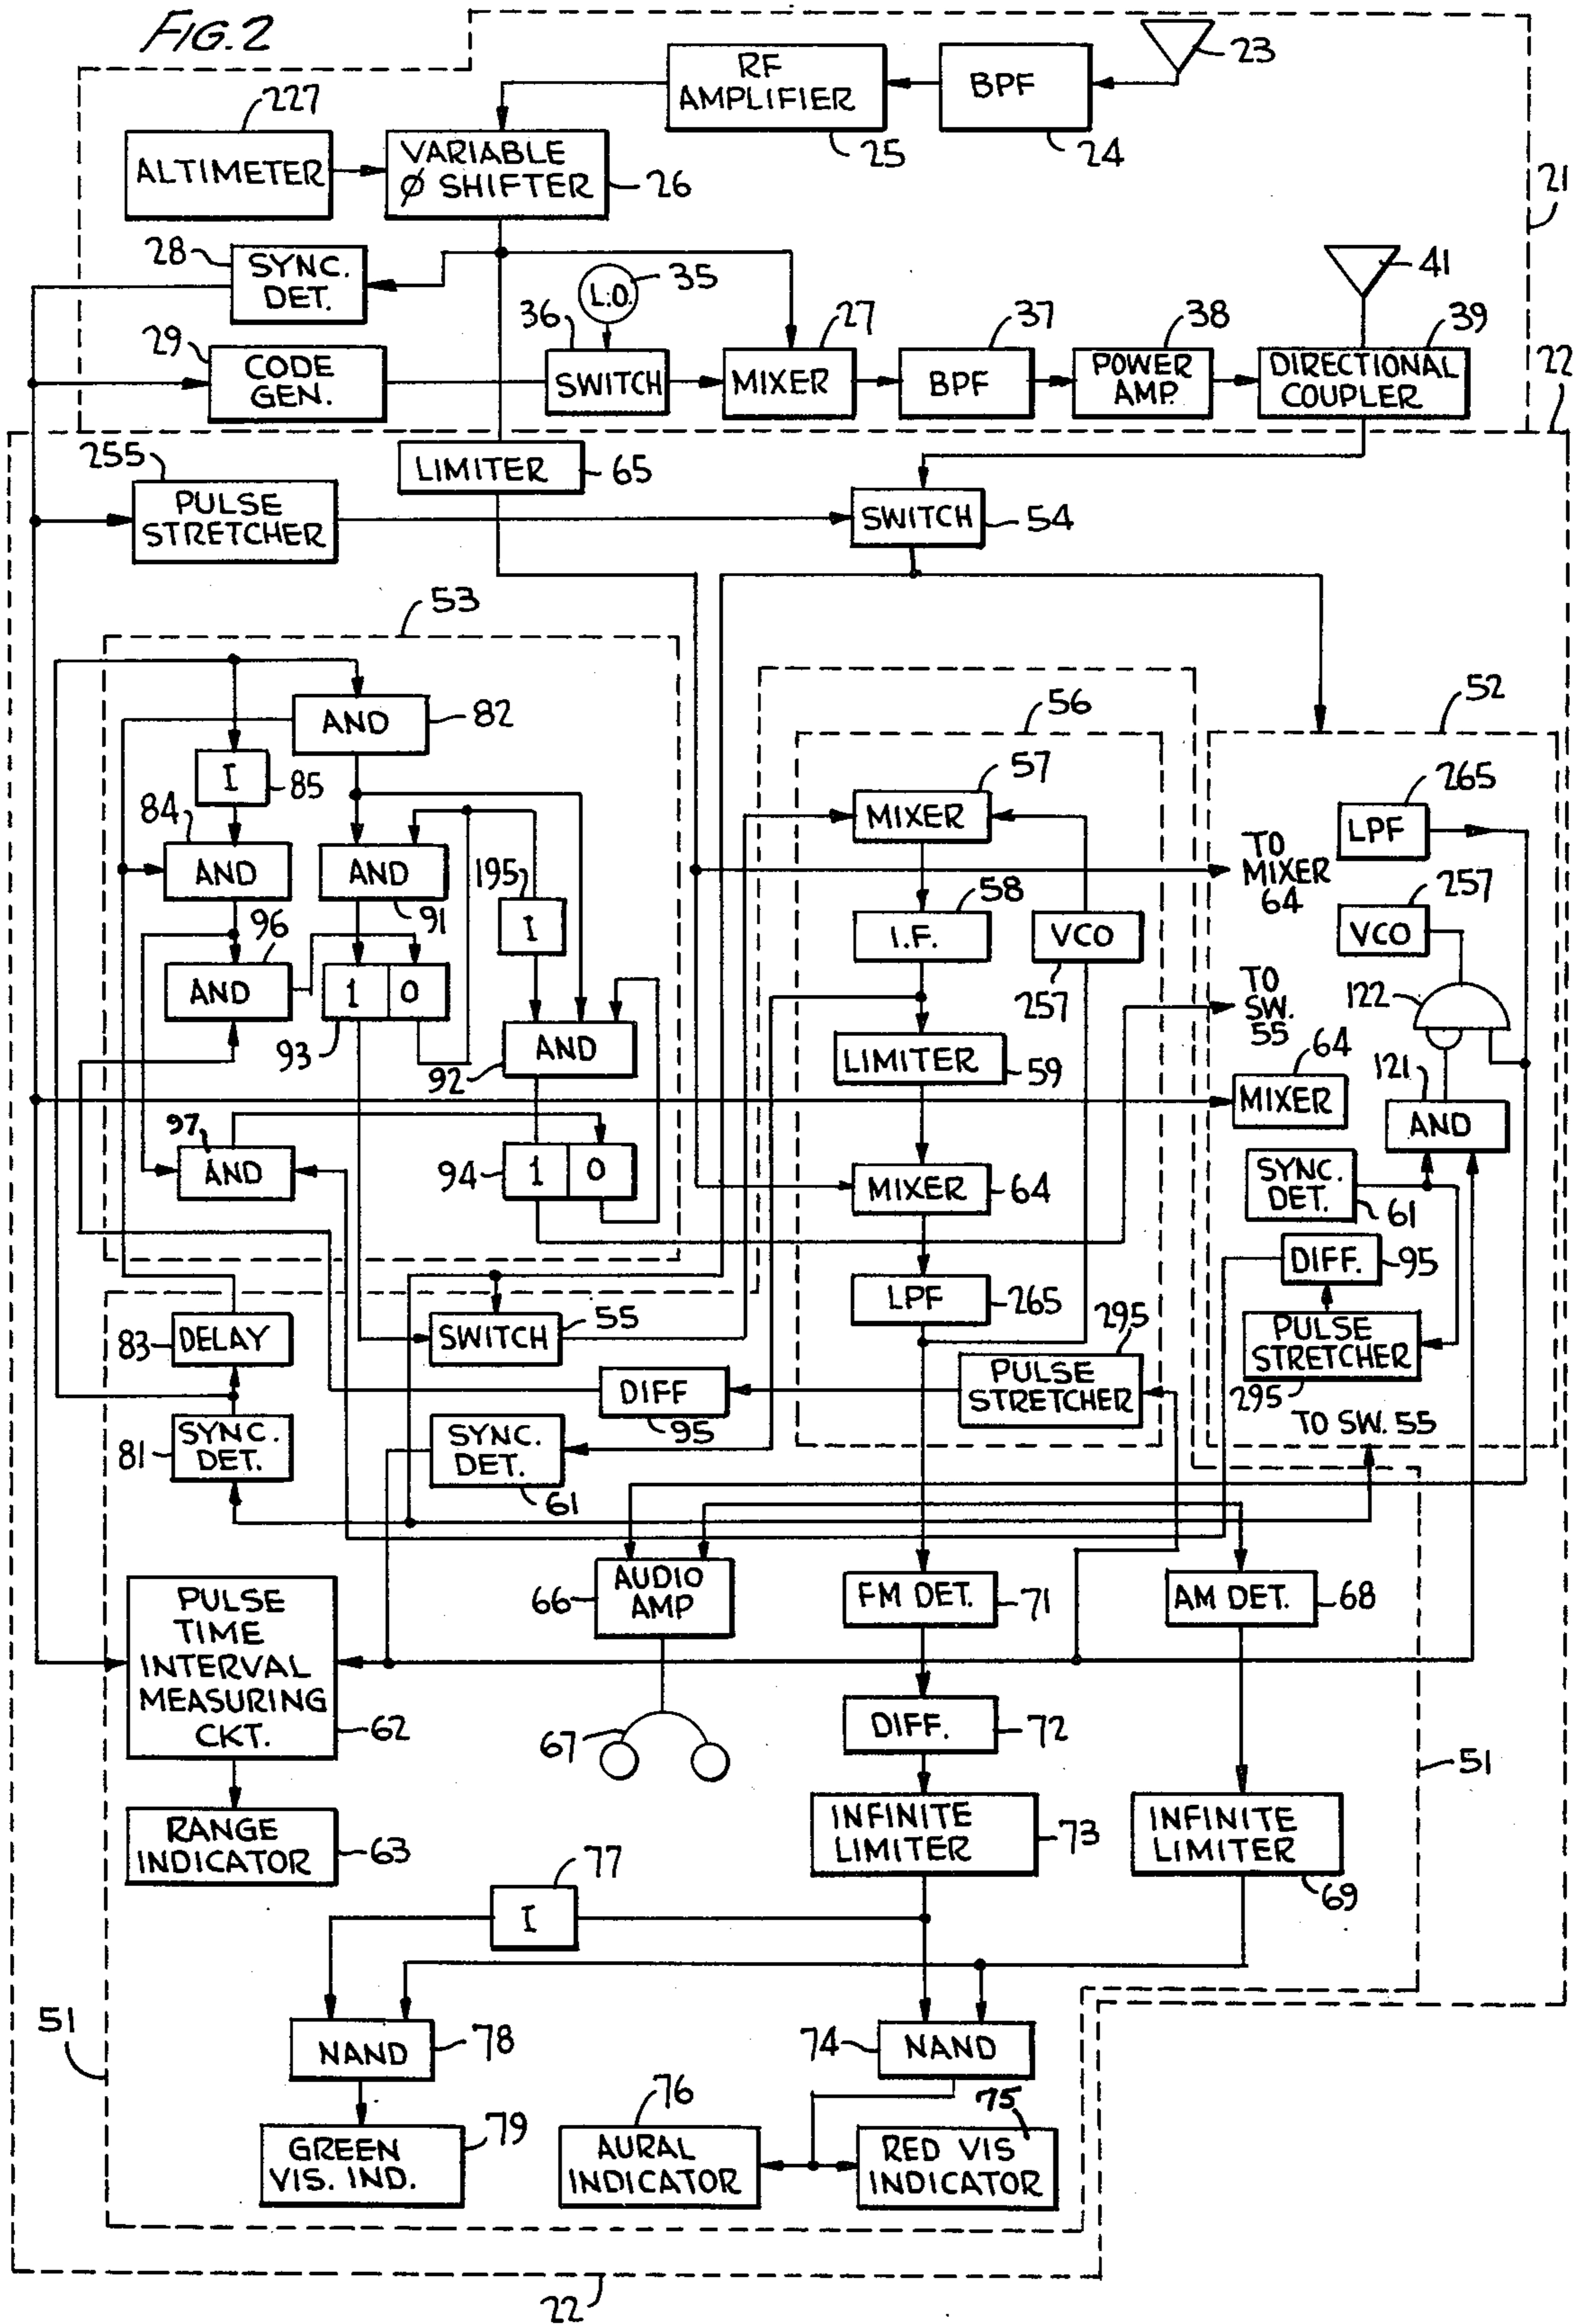 FIG. 2
23
RF
AMPLIFIER
25
BPF
24
227
ALTIMETER
VARIABLE
Ø SHIFTER
26
21
28
SYNC.
DET.
L.O.
35
41
36
27
37
38
39
29
CODE
GEN.
SWITCH
MIXER
BPF
POWER
AMP.
DIRECTIONAL
COUPLER
22
255
LIMITER
65
PULSE
STRETCHER
SWITCH
54
53
AND
82
56
52
I
85
57
MIXER
265
LPF
84
AND
AND
91
195
I
TO
MIXER
64
58
I.F.
VCO
257
257
VCO
96
AND
1
0
93
TO
SW.
55
122
LIMITER
59
AND
92
64
MIXER
121
AND
97
AND
94
1
0
MIXER
64
SYNC.
DET.
61
DIFF.
95
LPF
265
83
DELAY
SWITCH
55
295
PULSE
STRETCHER
PULSE
STRETCHER
295
DIFF
95
TO SW. 55
81
SYNC.
DET.
SYNC.
DET.
61
PULSE
TIME
INTERVAL
MEASURING
CKT.
62
66
AUDIO
AMP
FM DET.
71
AM DET.
68
67
DIFF.
72
51
RANGE
INDICATOR
63
INFINITE
LIMITER
73
INFINITE
LIMITER
69
77
I
51
NAND
78
74
NAND
76
75
GREEN
VIS. IND.
79
AURAL
INDICATOR
RED VIS
INDICATOR
22